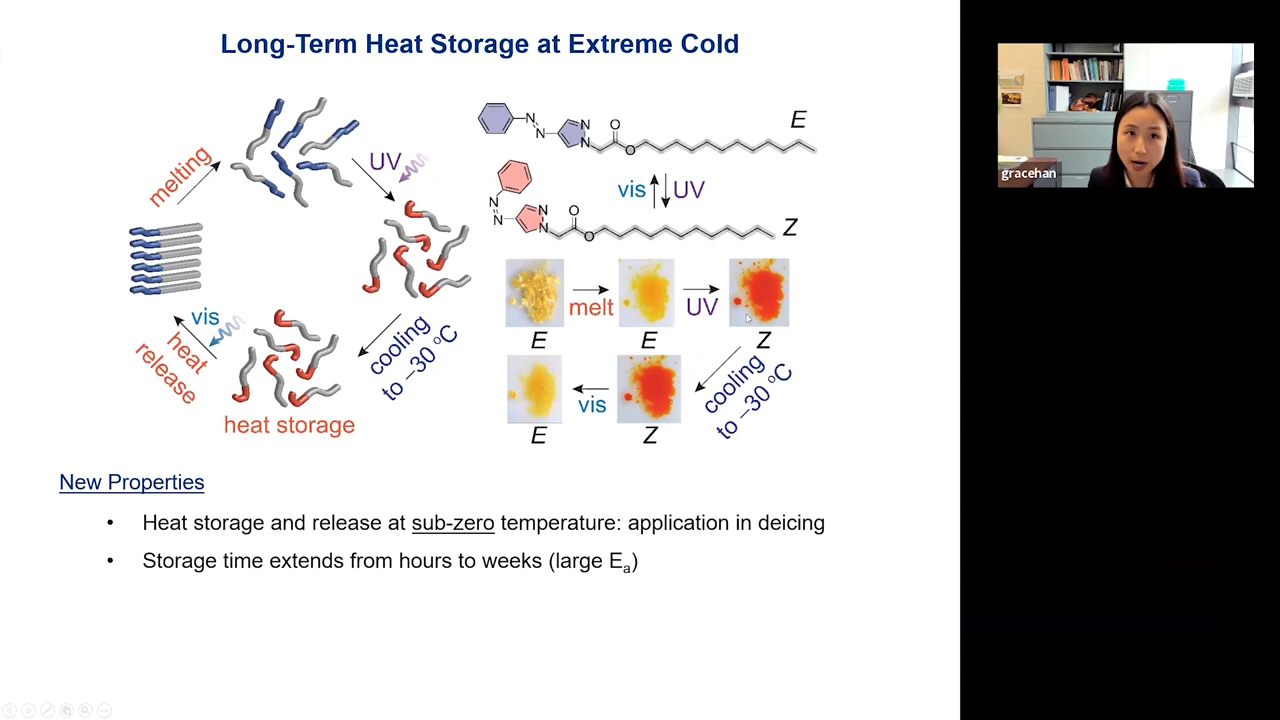 Long-Term Heat Storage at Extreme Cold
melting
UV
cooling
to −30 °C
heat storage
vis
heat
release
N
N
N
N
O
O
E
vis
UV
N
N
N
N
O
O
Z
melt
UV
E
E
Z
cooling
to −30 °C
vis
E
Z
New Properties
• Heat storage and release at sub-zero temperature: application in deicing
• Storage time extends from hours to weeks (large Ea)
gracehan